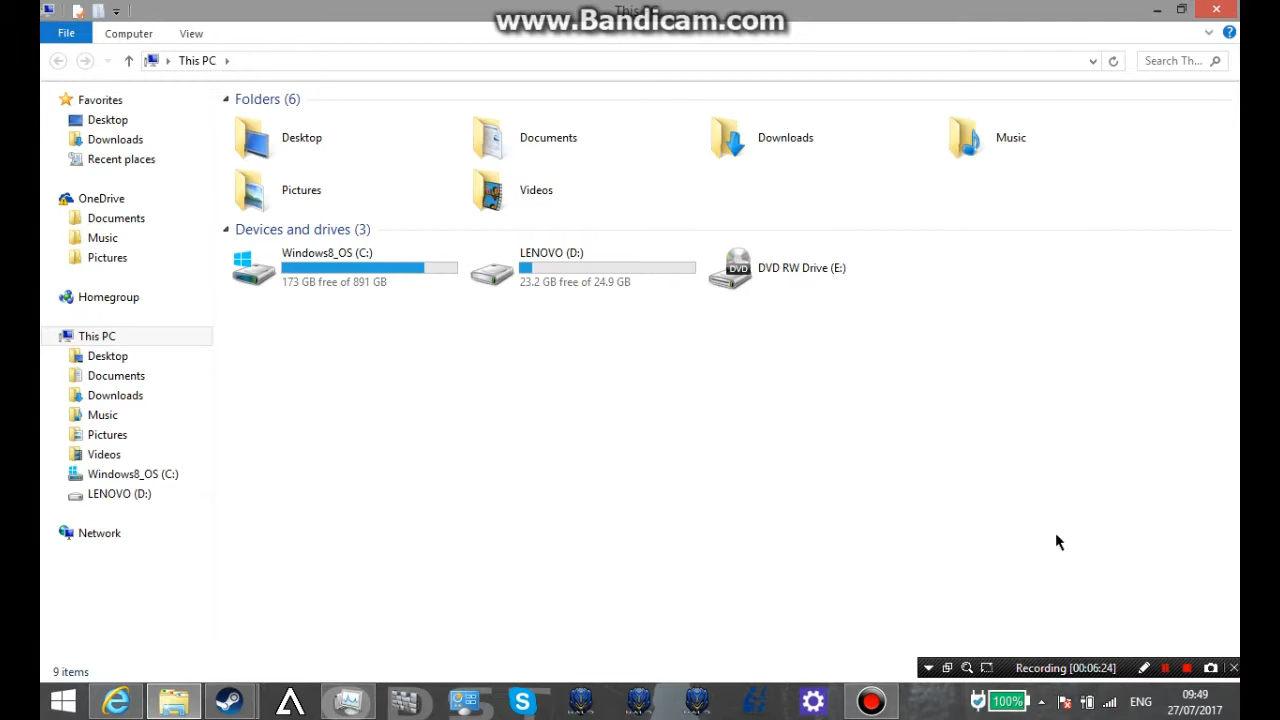 www.Bandicam.com
File
Computer
View
This PC
Search Th...
Favorites
Desktop
Downloads
Recent places
OneDrive
Documents
Music
Pictures
Homegroup
This PC
Desktop
Documents
Downloads
Music
Pictures
Videos
Windows8_OS (C:)
LENOVO (D:)
Network
Folders (6)
Desktop
Documents
Downloads
Music
Pictures
Videos
Devices and drives (3)
Windows8_OS (C:)
173 GB free of 891 GB
LENOVO (D:)
23.2 GB free of 24.9 GB
DVD
DVD RW Drive (E:)
9 items
Recording [00:06:24]
100%
ENG
09:49
27/07/2017